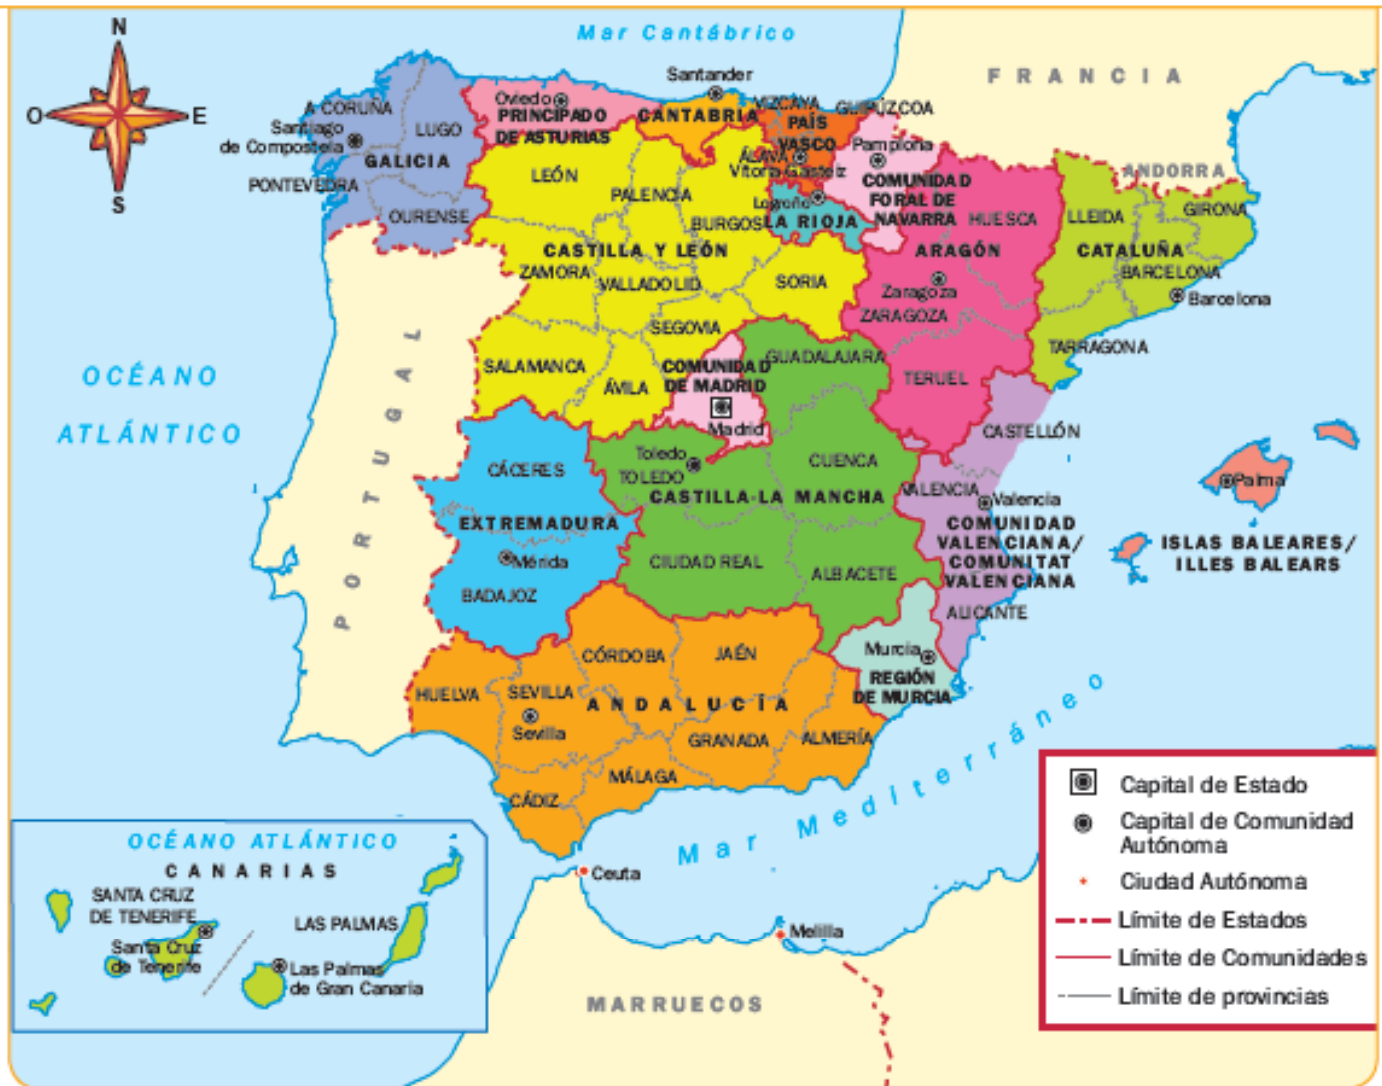 N
Mar Cantábrico
FRANCIA
O
E
S
Santander
Oviedo
PRINCIPADO
DE ASTURIAS
CANTABRIA
VIZCAYA
GUIPÚZCOA
PAÍS
VASCO
ÁLAVA
Vitoria-Gasteiz
A CORUÑA
LUGO
Santiago
de Compostela
GALICIA
PONTEVEDRA
OURENSE
Pamplona
COMUNIDAD
FORAL DE
NAVARRA
Logroño
LA RIOJA
ANDORRA
LEÓN
PALENCIA
BURGOS
CASTILLA Y LEÓN
ZAMORA
VALLADOLID
SORIA
SEGOVIA
SALAMANCA
ÁVILA
HUESCA
ARAGÓN
Zaragoza
ZARAGOZA
TERUEL
LLEIDA
GIRONA
CATALUÑA
BARCELONA
Barcelona
TARRAGONA
COMUNIDAD
DE MADRID
Madrid
GUADALAJARA
OCÉANO
ATLÁNTICO
PORTUGAL
CÁCERES
EXTREMADURA
Mérida
BADAJOZ
Toledo
TOLEDO
CUENCA
CASTILLA-LA MANCHA
CIUDAD REAL
ALBACETE
CASTELLÓN
VALENCIA
Valencia
COMUNIDAD
VALENCIANA/
COMUNITAT
VALENCIANA
ALICANTE
Palma
ISLAS BALEARES/
ILLES BALEARS
Murcia
REGIÓN
DE MURCIA
CÓRDOBA
JAÉN
HUELVA
SEVILLA
ANDALUCÍA
Sevilla
GRANADA
ALMERÍA
MÁLAGA
CÁDIZ
Mar Mediterráneo
Ceuta
Melilla
MARRUECOS
OCÉANO ATLÁNTICO
CANARIAS
SANTA CRUZ
DE TENERIFE
Santa Cruz
de Tenerife
LAS PALMAS
Las Palmas
de Gran Canaria
Capital de Estado
Capital de Comunidad
Autónoma
Ciudad Autónoma
Límite de Estados
Límite de Comunidades
Límite de provincias